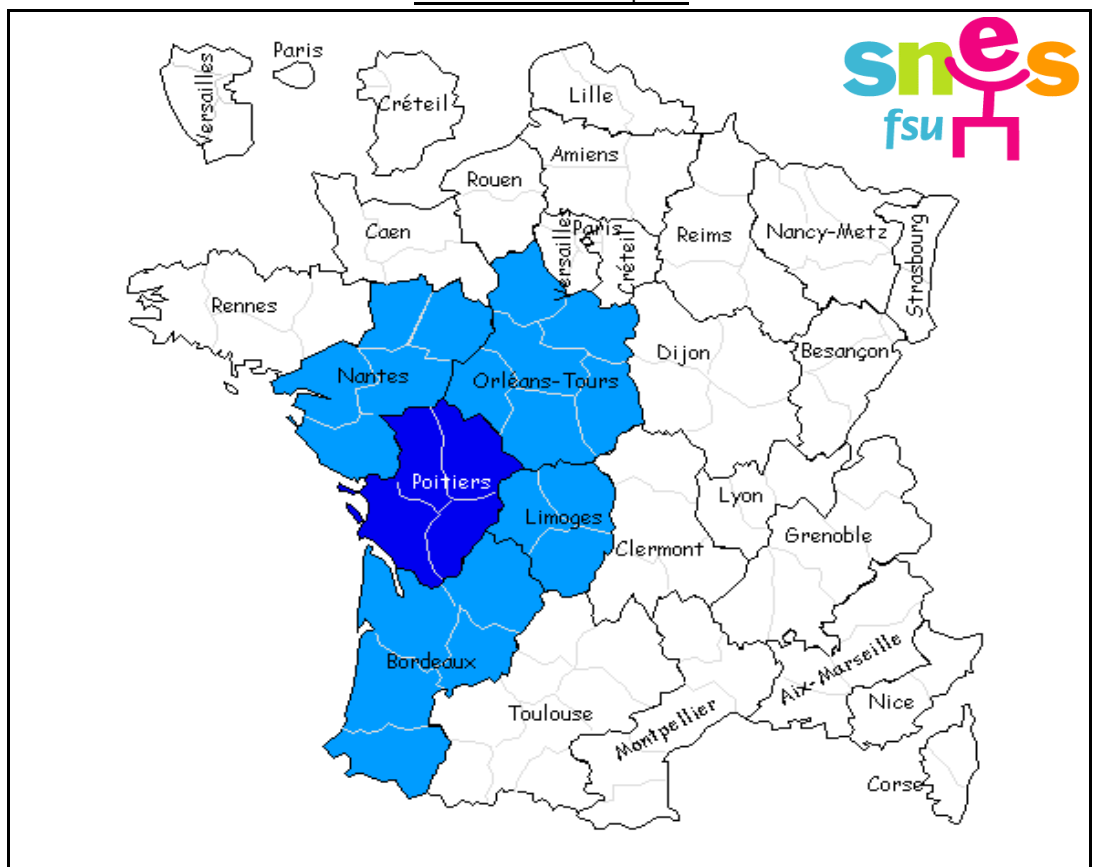 Paris
Versailles
Créteil
Lille
snes
fsu
Amiens
Rouen
Caen
Versailles
Paris
Créteil
Reims
Nancy-Metz
Strasbourg
Rennes
Dijon
Besançon
Nantes
Orléans-Tours
Poitiers
Lyon
Limoges
Grenoble
Clermont
Bordeaux
Aix-Marseille
Nice
Toulouse
Montpellier
Corse